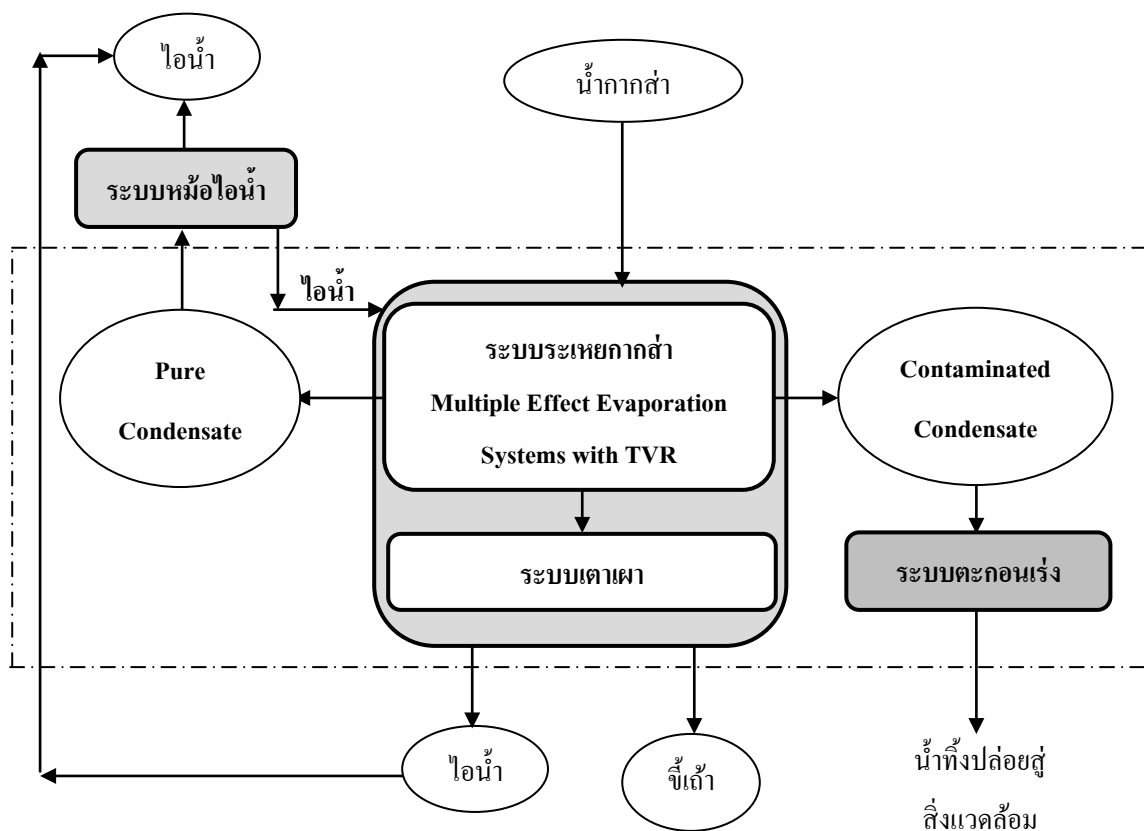 ไอน้ำ
น้ำกากส่า
ระบบหม้อไอน้ำ
ไอน้ำ
Pure
Condensate
ระบบระเหยกากส่า
Multiple Effect Evaporation
Systems with TVR
Contaminated
Condensate
ระบบเตาเผา
ระบบตะกอนเร่ง
ไอน้ำ
ขี้เถ้า
น้ำทิ้งปล่อยสู่
สิ่งแวดล้อม